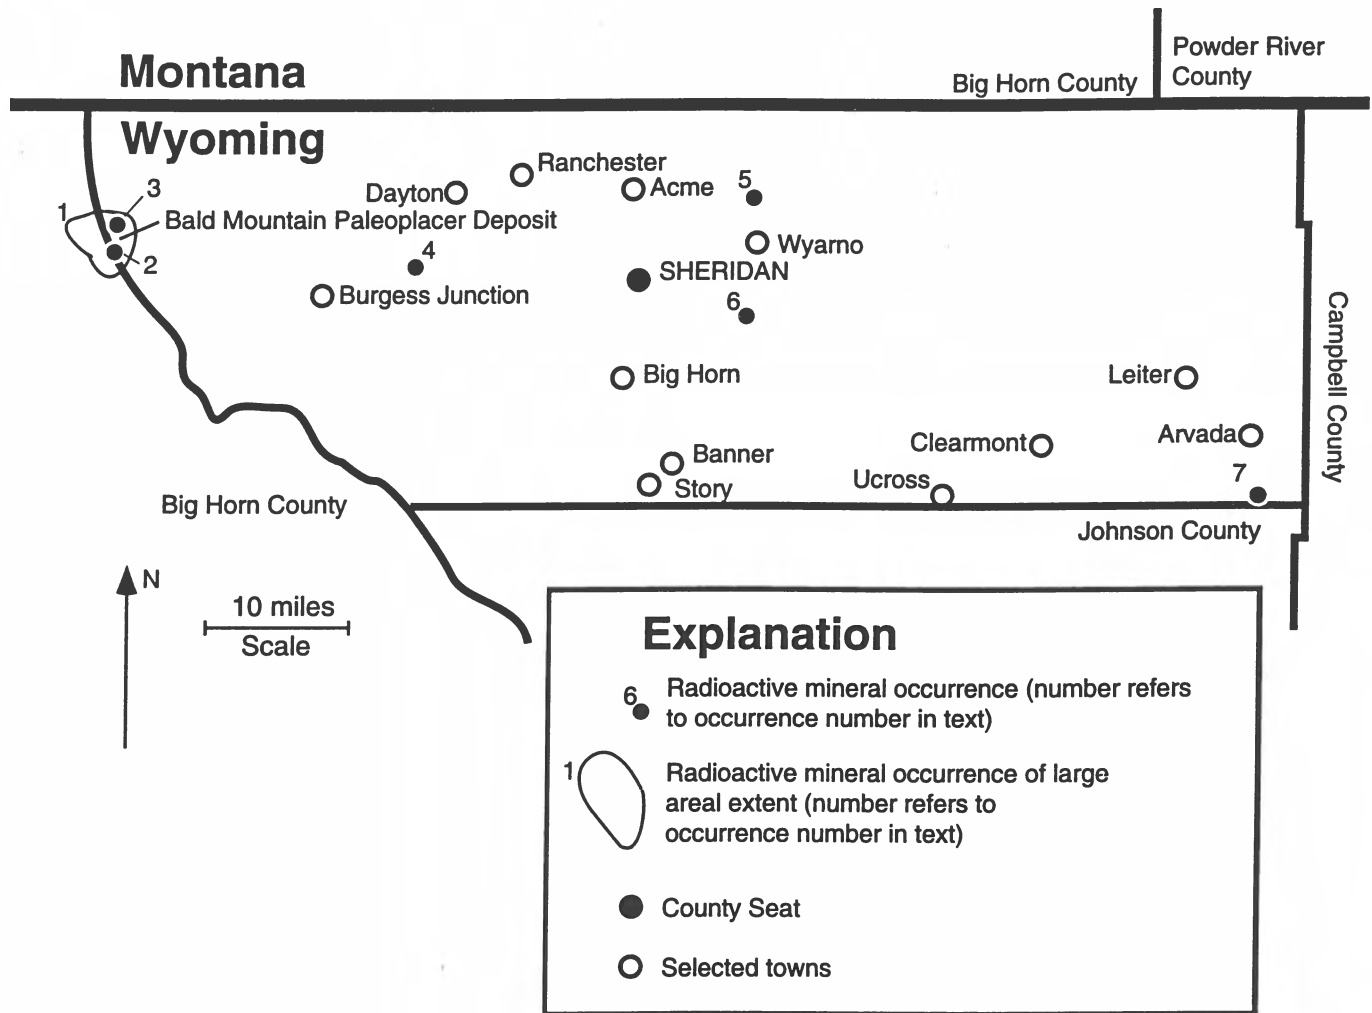 Montana
Big Horn County
Powder River
County
Wyoming
Ranchester
Dayton
Acme
5
3
1
Bald Mountain Paleoplacer Deposit
2
4
Wyarno
SHERIDAN
Burgess Junction
6
Campbell County
Big Horn
Leiter
Arvada
Clearmont
Banner
Story
Ucross
7
Big Horn County
Johnson County
N
10 miles
Scale
Explanation
6
Radioactive mineral occurrence (number refers
to occurrence number in text)
1
Radioactive mineral occurrence of large
areal extent (number refers to
occurrence number in text)
County Seat
Selected towns